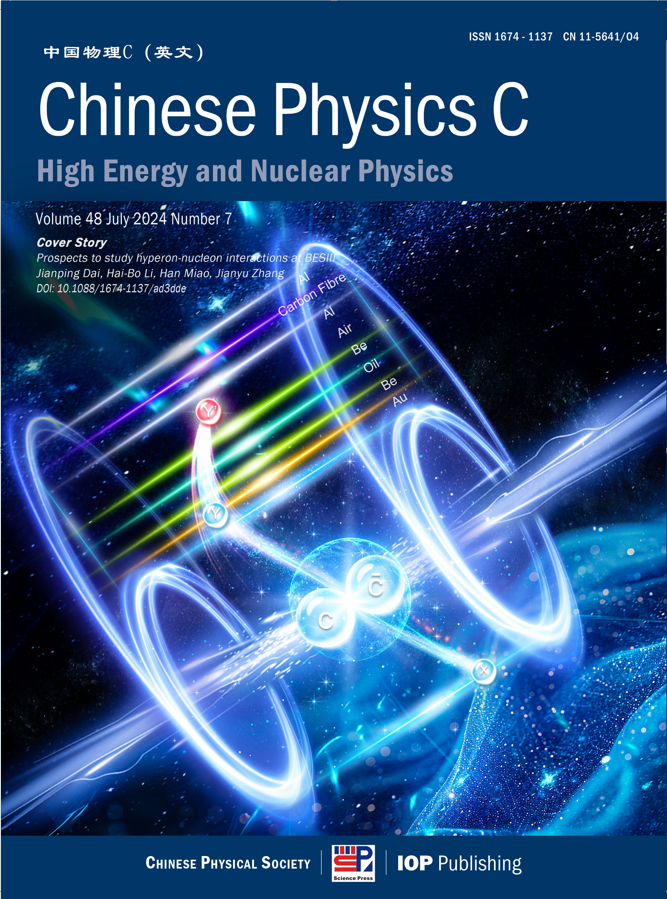 ISSN 1674 - 1137 CN 11-5641/04
中国物理C (英文)
Chinese Physics C
High Energy and Nuclear Physics
Volume 48 July 2024 Number 7
Cover Story
Prospects to study hyperon-nucleon interactions at BESIII
Jianping Dai, Hai-Bo Li, Han Miao, Jianyu Zhang
DOI: 10.1088/1674-1137/ad3dde
Al
Carbon Fibre
Al
Air
Be
Oil
Be
Au
C̄
C
CHINESE PHYSICAL SOCIETY
Science Press
IOP Publishing